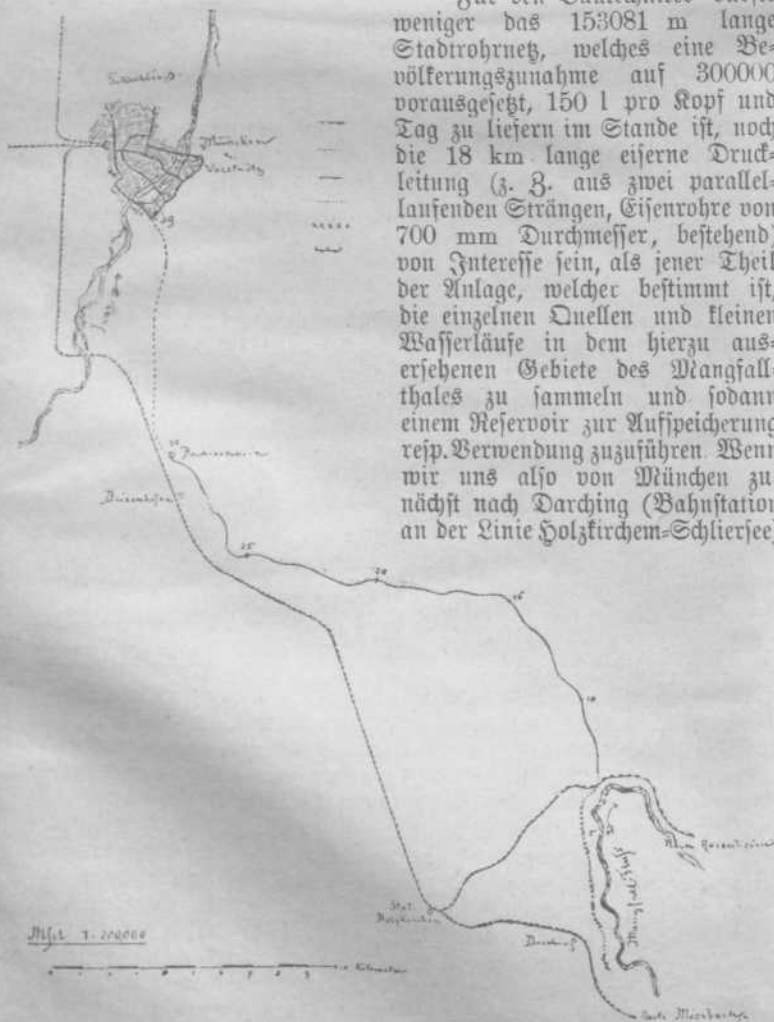 weniger das 153081 m lange
Stadtrohrnetz, welches eine Be-
völkerungszunahme auf 300000
vorausgesetzt, 150 l pro Kopf und
Tag zu liefern im Stande ist, noch
die 18 km lange eiserne Druck-
leitung (z. B. aus zwei parallel-
laufenden Strängen, Eisenrohre von
700 mm Durchmesser, bestehend)
von Interesse sein, als jener Theil
der Anlage, welcher bestimmt ist,
die einzelnen Quellen und kleinen
Wasserläufe in dem hierzu aus-
ersehenen Gebiete des Mangfall-
thales zu sammeln und sodann
einem Reservoir zur Aufspeicherung
resp. Verwendung zuzuführen. Wenn
wir uns also von München zu-
nächst nach Darching (Bahnstation
an der Linie Holzkirchem-Schliersee)
München
25
Stat.
Holzkirchen
Darching
Kilometer